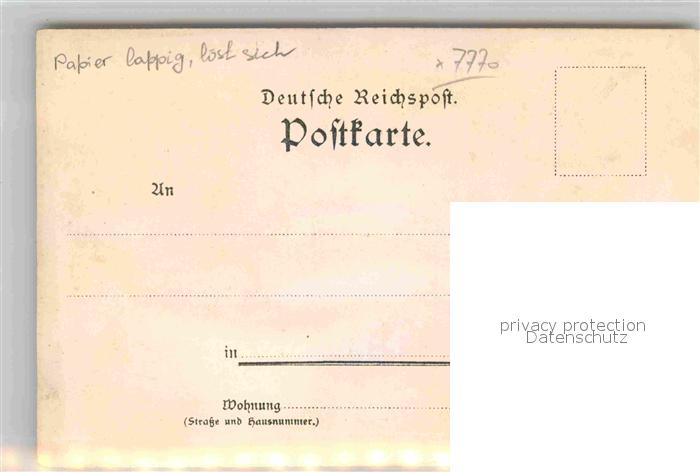 Papier lappig, löst sich
x 7770
Deutſche Reichspoſt.
Poſtkarte.
An
in
privacy protection
Datenschutz
Wohnung
(Straße und Hausnummer.)